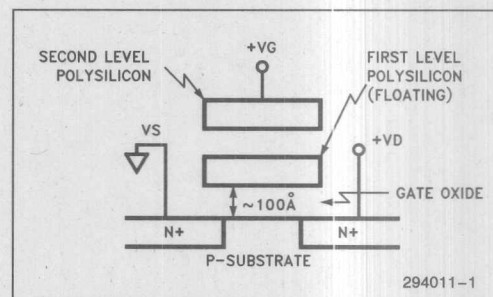 +VG
SECOND LEVEL
POLYSILICON
FIRST LEVEL
POLYSILICON
(FLOATING)
VS
+VD
~100Å
GATE OXIDE
N+
N+
P-SUBSTRATE
294011-1